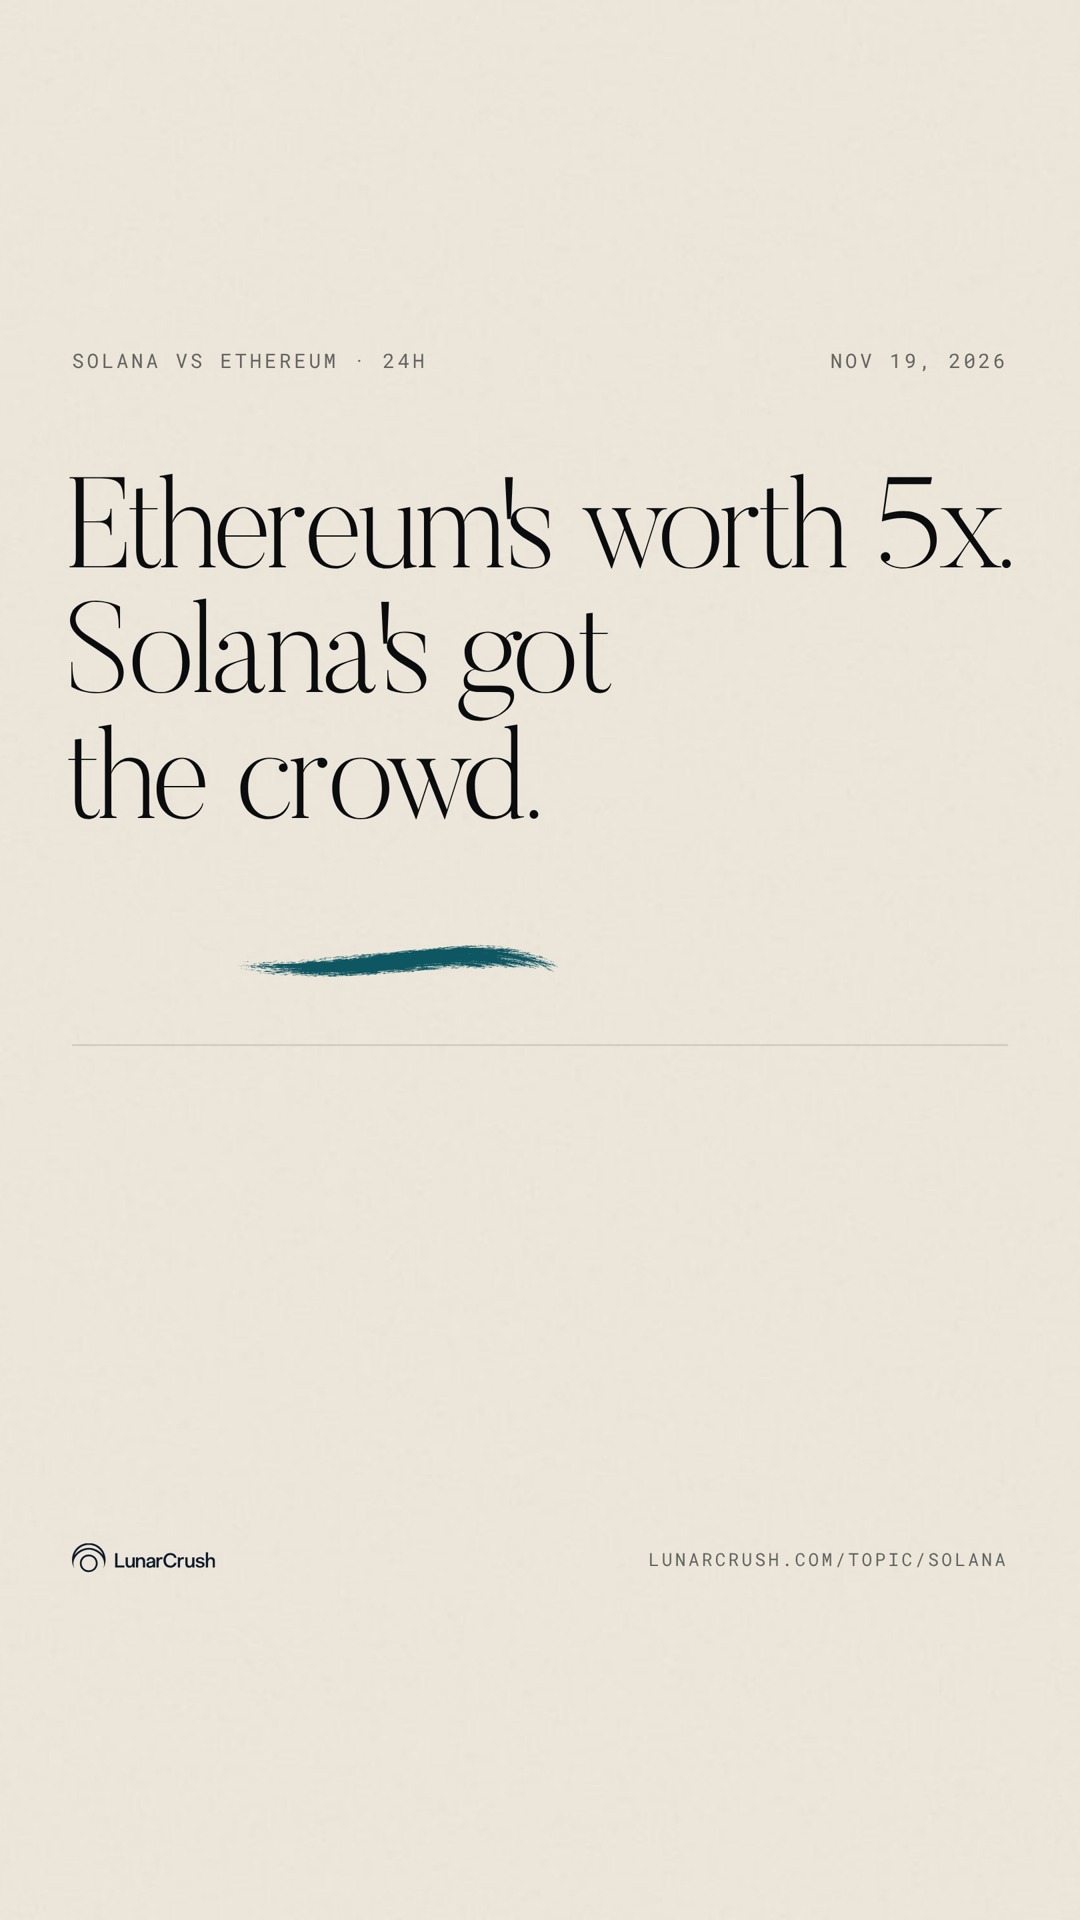 SOLANA VS ETHEREUM · 24H
NOV 19, 2026
Ethereum's worth 5x.
Solana's got
the crowd.
LunarCrush
LUNARCRUSH.COM/TOPIC/SOLANA